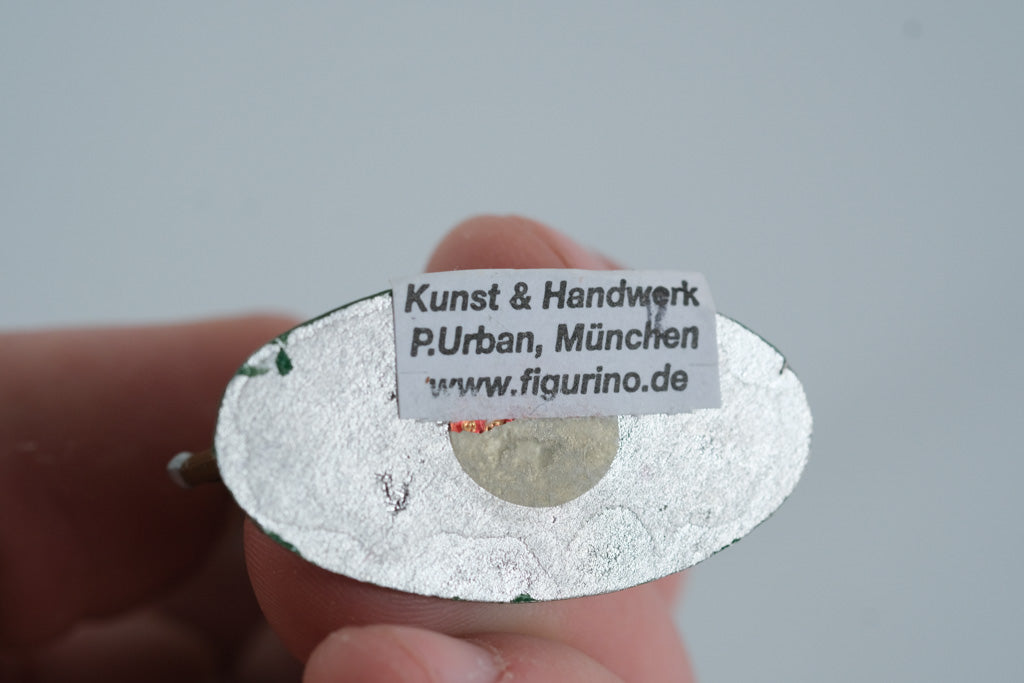 Kunst & Handwerk
P.Urban, München
www.figurino.de